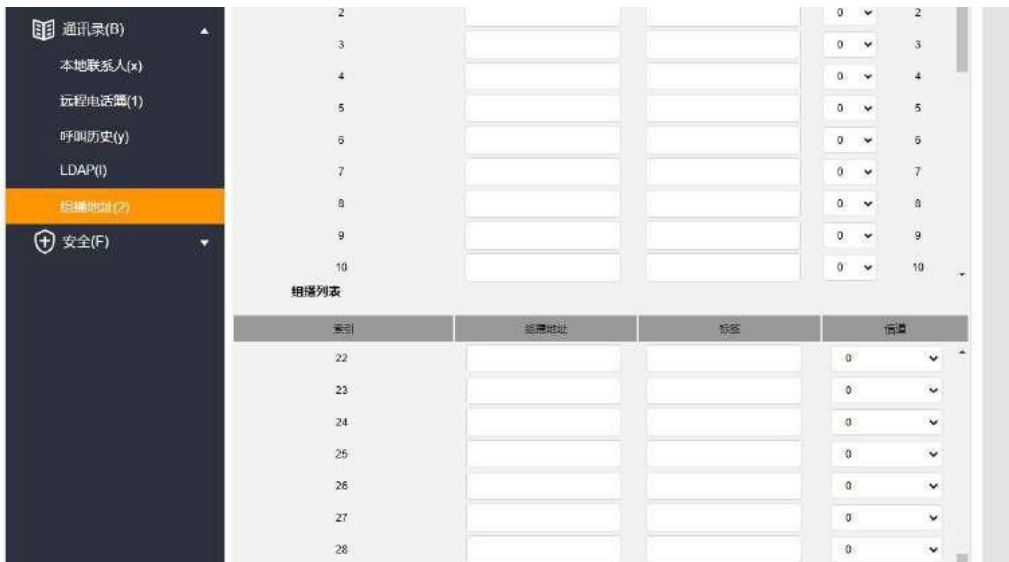 通讯录(B)
本地联系人(x)
远程电话簿(1)
呼叫历史(y)
LDAP(l)
组播地址(2)
安全(F)
2 0 2
3 0 3
4 0 4
5 0 5
6 0 6
7 0 7
8 0 8
9 0 9
10 0 10
组播列表
索引 组播地址 标签 信道
22 0
23 0
24 0
25 0
26 0
27 0
28 0